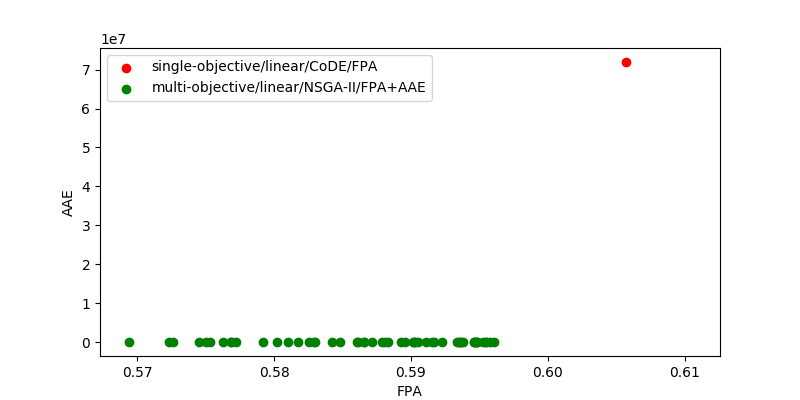 1e7
single-objective/linear/CoDE/FPA
multi-objective/linear/NSGA-II/FPA+AAE
7
6
5
4
3
2
1
0
AAE
0.57 0.58 0.59 0.60 0.61
FPA